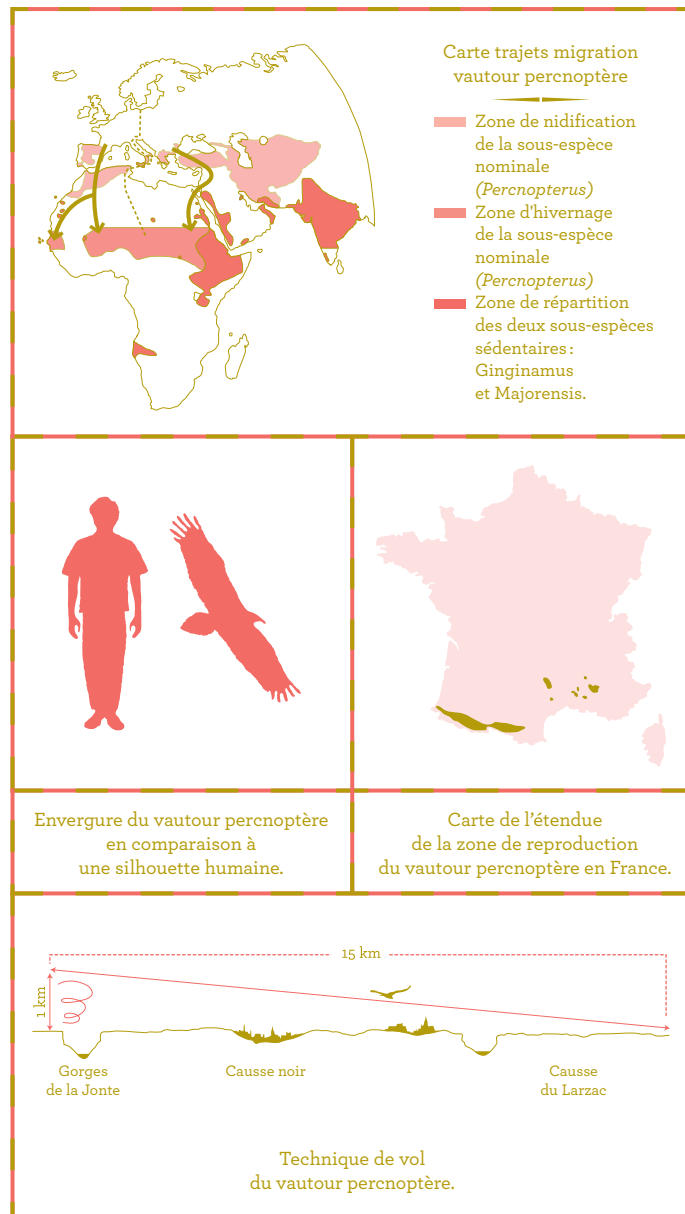 Carte trajets migration
vautour percnoptère
Zone de nidification
de la sous-espèce
nominale
(Percnopterus)
Zone d'hivernage
de la sous-espèce
nominale
(Percnopterus)
Zone de répartition
des deux sous-espèces
sédentaires :
Ginginamus
et Majorensis.
Envergure du vautour percnoptère
en comparaison à
une silhouette humaine.
Carte de l’étendue
de la zone de reproduction
du vautour percnoptère en France.
15 km
1 km
Gorges
de la Jonte
Causse noir
Causse
du Larzac
Technique de vol
du vautour percnoptère.